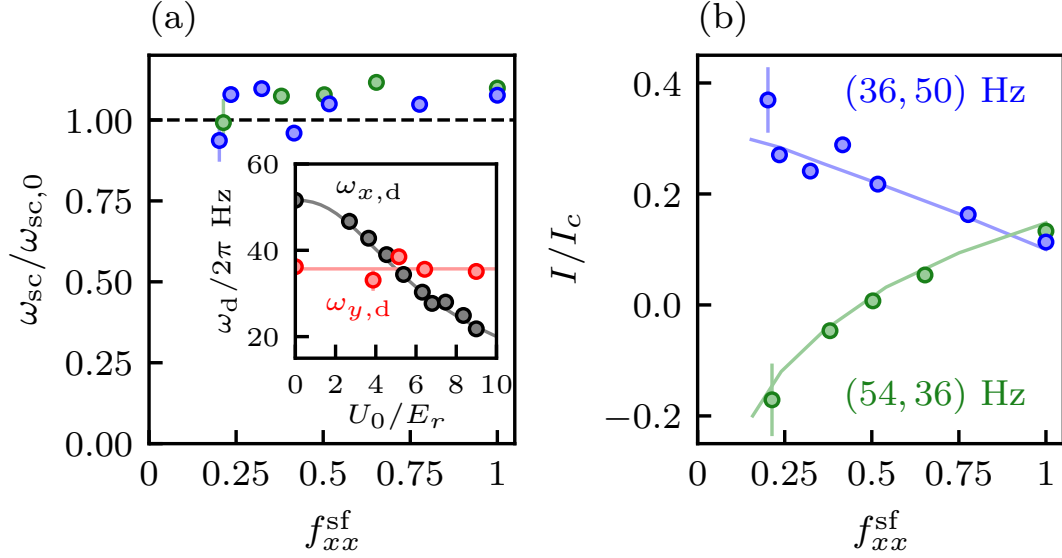 (a)
ω_sc/ω_sc,0
1.00
0.75
0.50
0.25
0.00
0
0.25
0.50
0.75
1
f_xx^sf
ω_d/2π Hz
60
40
20
ω_x,d
ω_y,d
0 2 4 6 8 10
U_0/E_r
(b)
I/I_c
0.4
0.2
0.0
−0.2
(36, 50) Hz
(54, 36) Hz
0
0.25
0.50
0.75
1
f_xx^sf